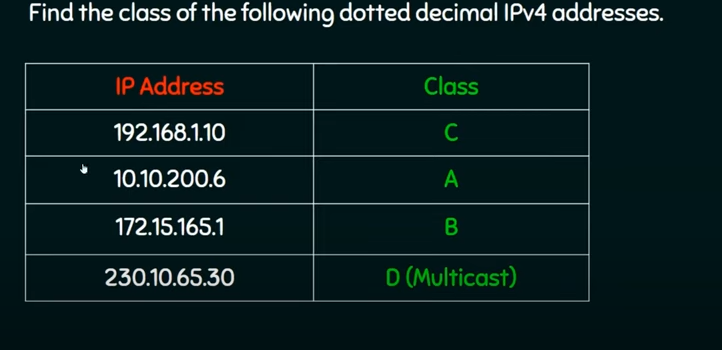 Find the class of the following dotted decimal IPv4 addresses.
IP Address Class
192.168.1.10 C
10.10.200.6 A
172.15.165.1 B
230.10.65.30 D (Multicast)